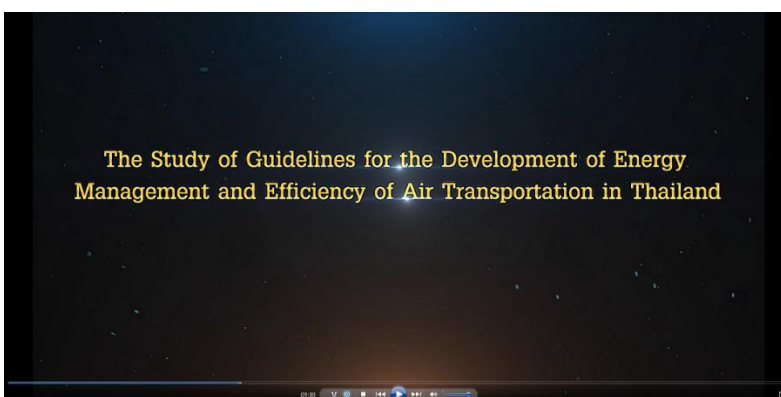 The Study of Guidelines for the Development of Energy
Management and Efficiency of Air Transportation in Thailand